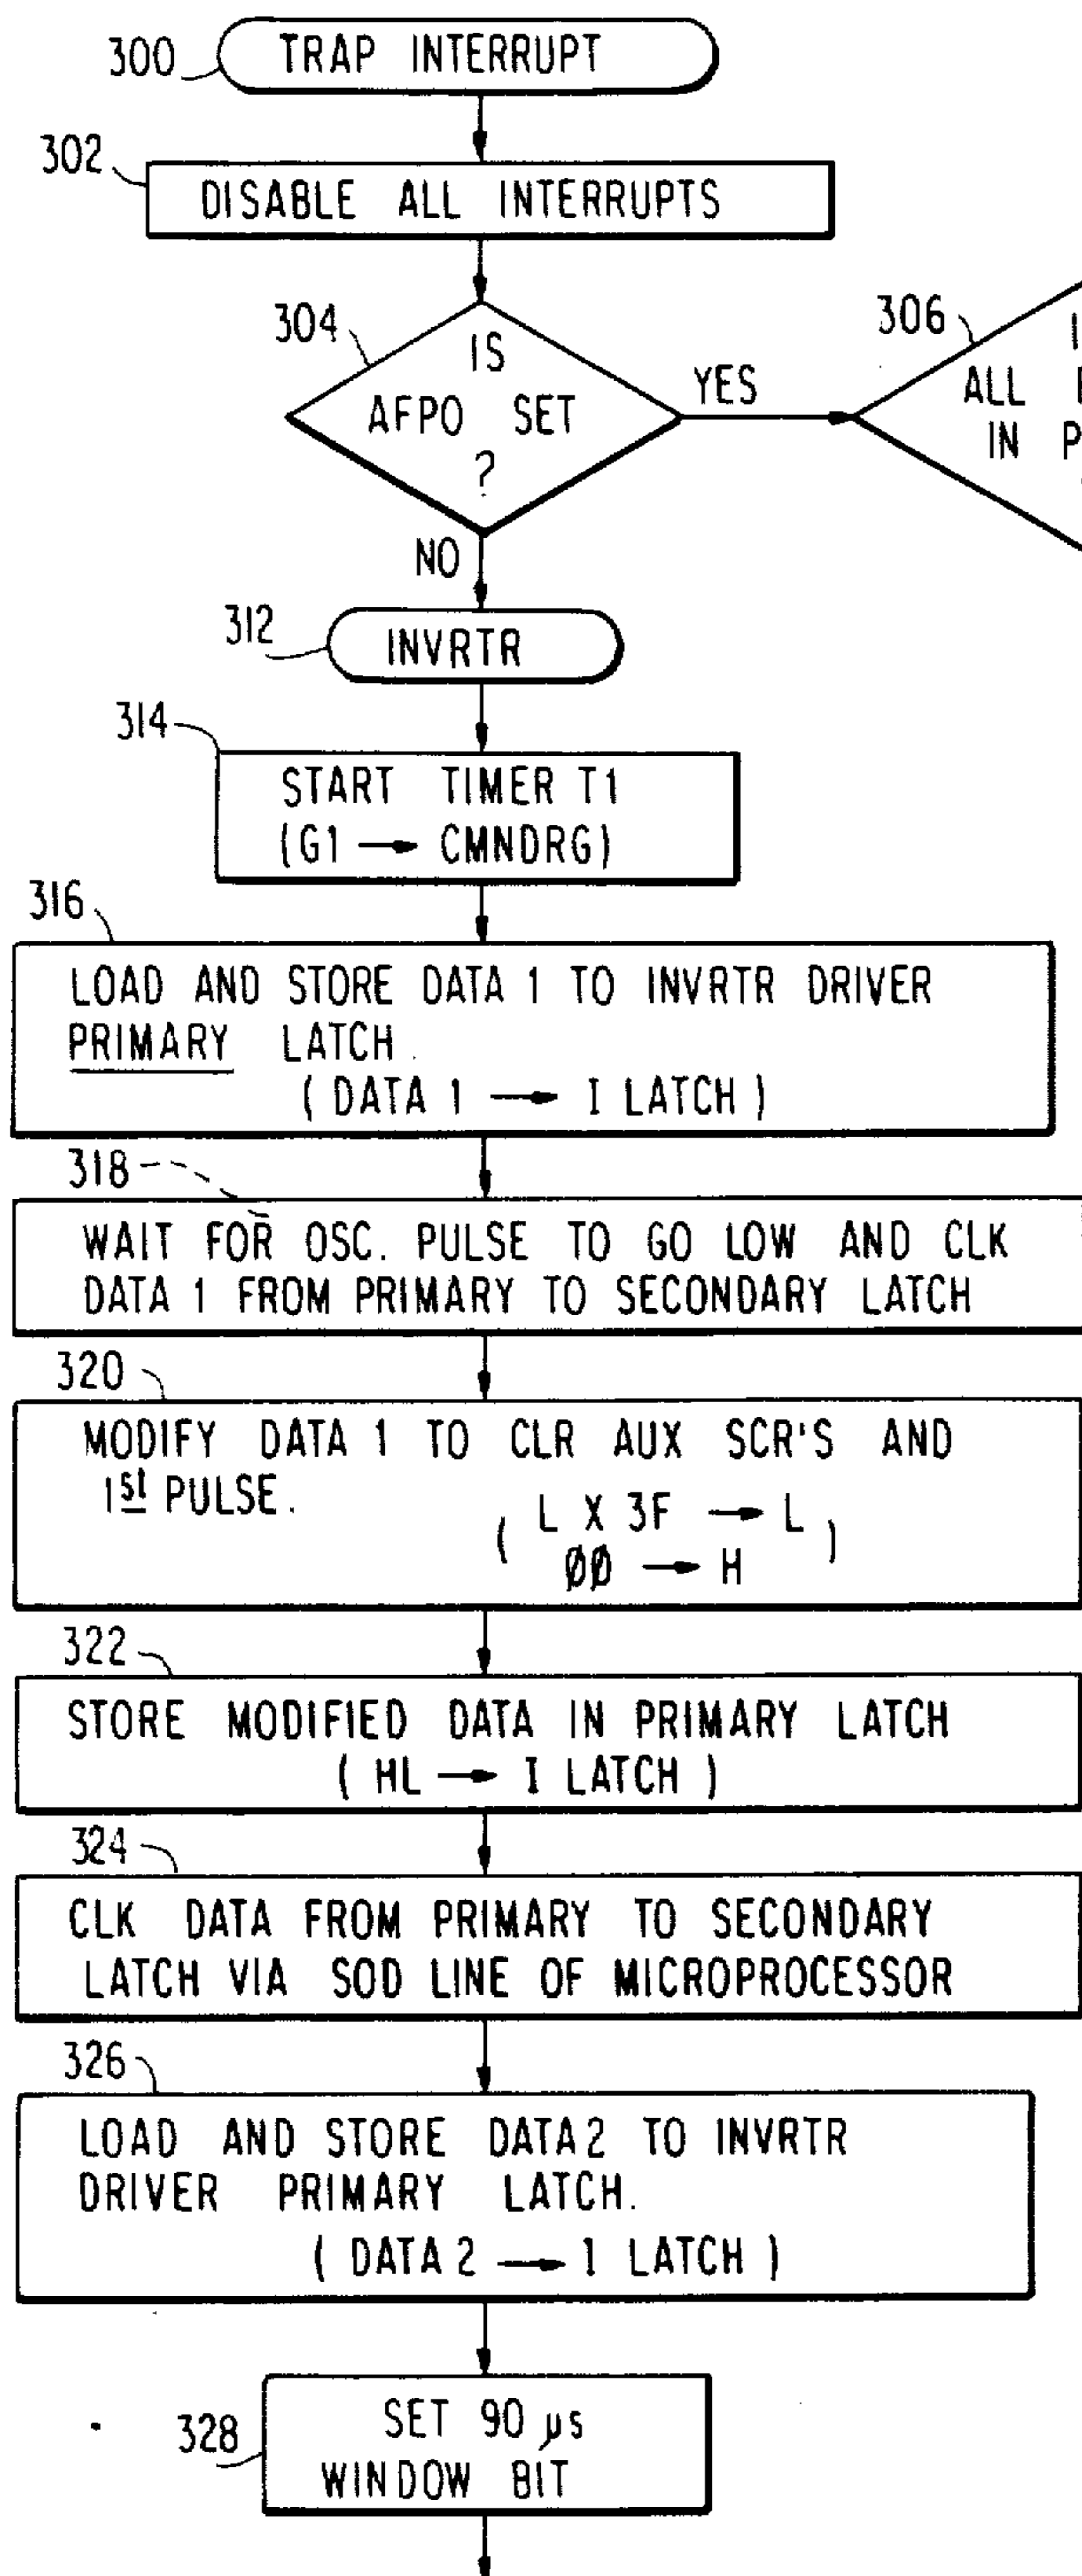 300
TRAP INTERRUPT
302
DISABLE ALL INTERRUPTS
304
IS
AFPO SET
?
YES
306
ALL
IN
NO
312
INVRTR
314
START TIMER T1
(G1 → CMNDRG)
316
LOAD AND STORE DATA 1 TO INVRTR DRIVER
PRIMARY LATCH.
( DATA 1 → I LATCH )
318
WAIT FOR OSC. PULSE TO GO LOW AND CLK
DATA 1 FROM PRIMARY TO SECONDARY LATCH
320
MODIFY DATA 1 TO CLR AUX SCR'S AND
1st PULSE.
( L X 3F → L
ØØ → H )
322
STORE MODIFIED DATA IN PRIMARY LATCH
( HL → I LATCH )
324
CLK DATA FROM PRIMARY TO SECONDARY
LATCH VIA SOD LINE OF MICROPROCESSOR
326
LOAD AND STORE DATA2 TO INVRTR
DRIVER PRIMARY LATCH.
( DATA 2 → 1 LATCH )
328
SET 90 µs
WINDOW BIT